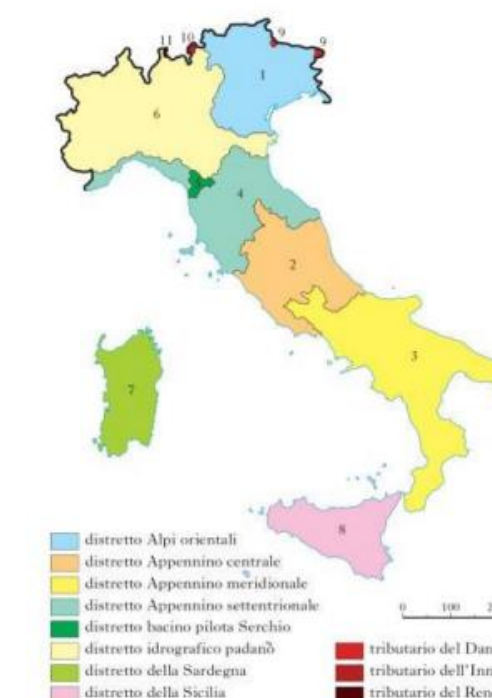 11 10 9 9
1
6
4
2
3
7
8
distretto Alpi orientali
distretto Appennino centrale
distretto Appennino meridionale
distretto Appennino settentrionale
distretto bacino pilota Serchio
distretto idrografico padano
distretto della Sardegna
distretto della Sicilia
0 100 2
tributario del Dan
tributario dell'Inn
tributario del Ren